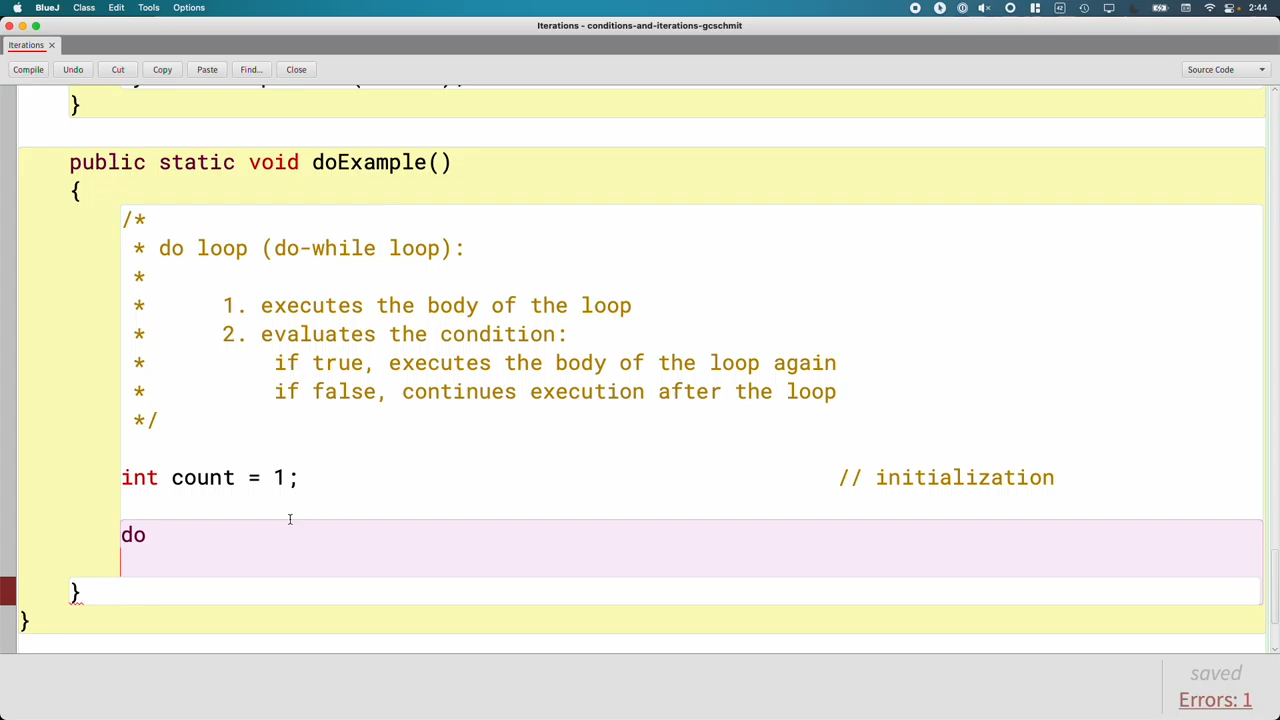 BlueJ Class Edit Tools Options 2:44
Iterations - conditions-and-iterations-gcschmit
Iterations
Compile Undo Cut Copy Paste Find... Close Source Code
}
public static void doExample()
{
/*
* do loop (do-while loop):
*
* 1. executes the body of the loop
* 2. evaluates the condition:
* if true, executes the body of the loop again
* if false, continues execution after the loop
*/
int count = 1; // initialization
do
}
}
saved
Errors: 1